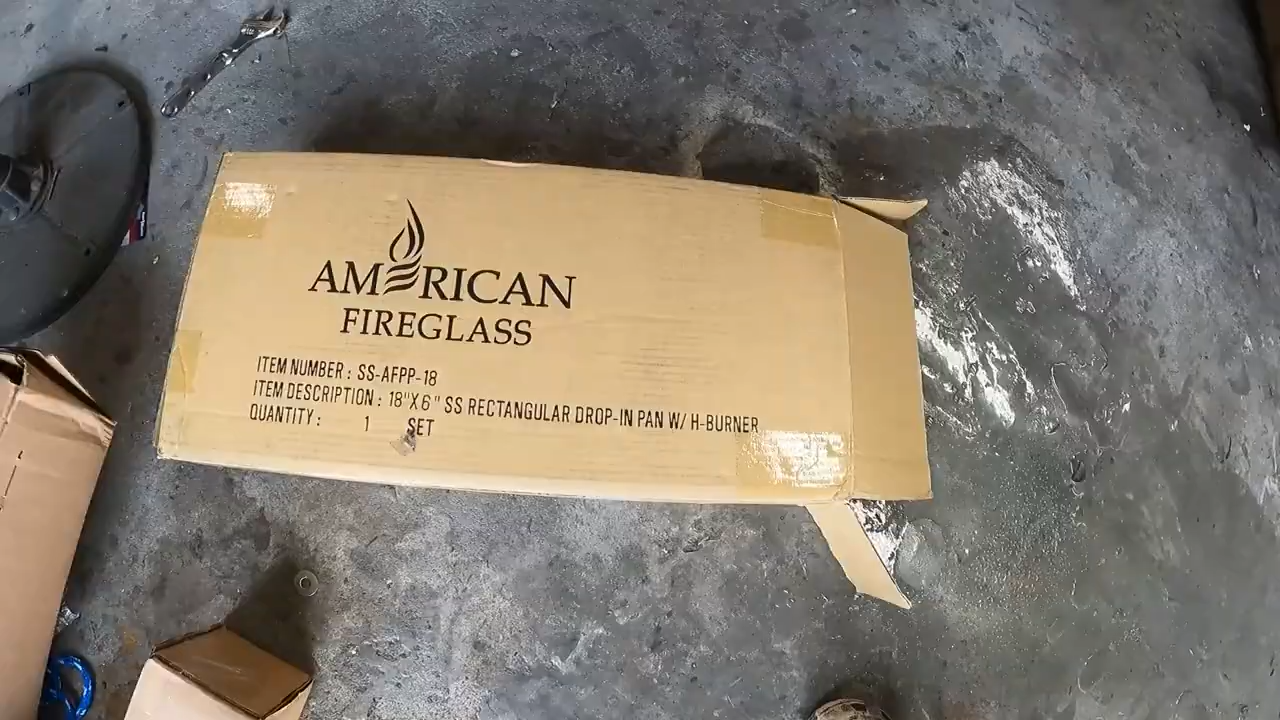 AMERICAN
FIREGLASS
ITEM NUMBER : SS-AFPP-18
ITEM DESCRIPTION : 18"X6" SS RECTANGULAR DROP-IN PAN W/ H-BURNER
QUANTITY : 1 SET